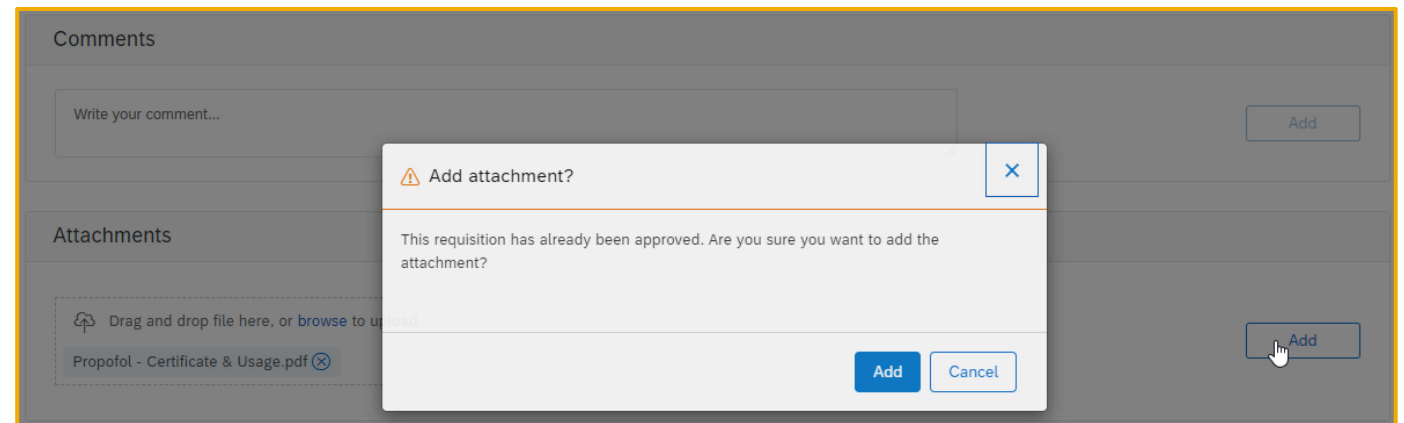 Comments
Write your comment...
Add
Add attachment?
This requisition has already been approved. Are you sure you want to add the
attachment?
Attachments
Drag and drop file here, or browse to upload
Propofol - Certificate & Usage.pdf
Add
Add
Cancel